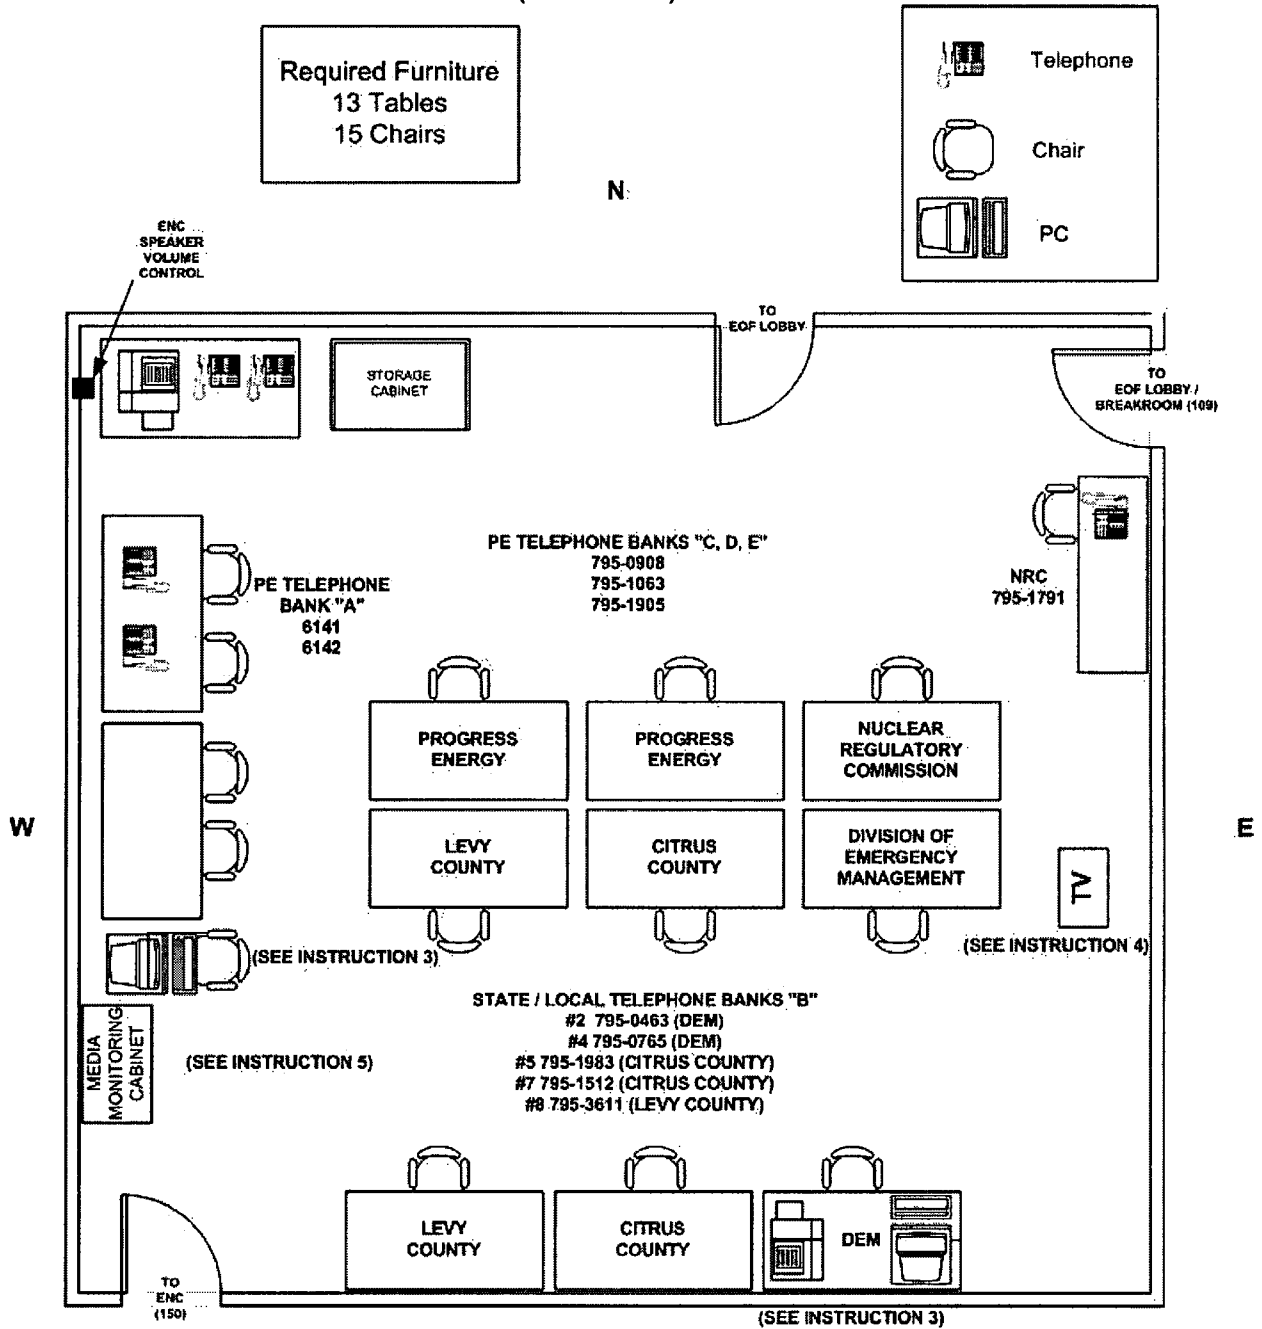 Required Furniture
13 Tables
15 Chairs
Telephone
Chair
PC
N
ENC
SPEAKER
VOLUME
CONTROL
TO
EOF LOBBY
STORAGE
CABINET
TO
EOF LOBBY /
BREAKROOM (109)
PE TELEPHONE BANKS "C, D, E"
795-0908
795-1063
795-1905
PE TELEPHONE
BANK "A"
6141
6142
NRC
795-1791
PROGRESS
ENERGY
PROGRESS
ENERGY
NUCLEAR
REGULATORY
COMMISSION
W
E
LEVY
COUNTY
CITRUS
COUNTY
DIVISION OF
EMERGENCY
MANAGEMENT
TV
(SEE INSTRUCTION 3)
(SEE INSTRUCTION 4)
MEDIA
MONITORING
CABINET
(SEE INSTRUCTION 5)
STATE / LOCAL TELEPHONE BANKS "B"
#2 795-0463 (DEM)
#4 795-0765 (DEM)
#5 795-1983 (CITRUS COUNTY)
#7 795-1512 (CITRUS COUNTY)
#8 795-3611 (LEVY COUNTY)
LEVY
COUNTY
CITRUS
COUNTY
DEM
TO
ENC
(150)
(SEE INSTRUCTION 3)